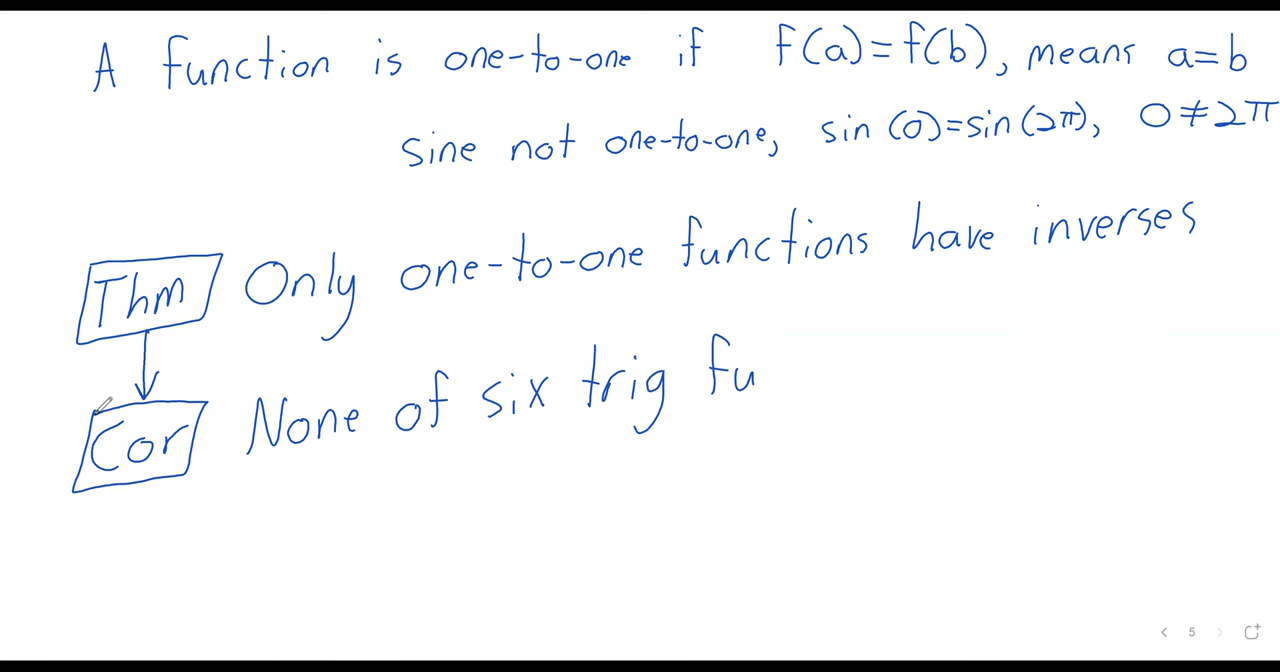 A function is one-to-one if f(a)=f(b), means a=b
sine not one-to-one, sin(0)=sin(2π), 0≠2π
Thm Only one-to-one functions have inverses
Cor None of six trig fu
< 5 >